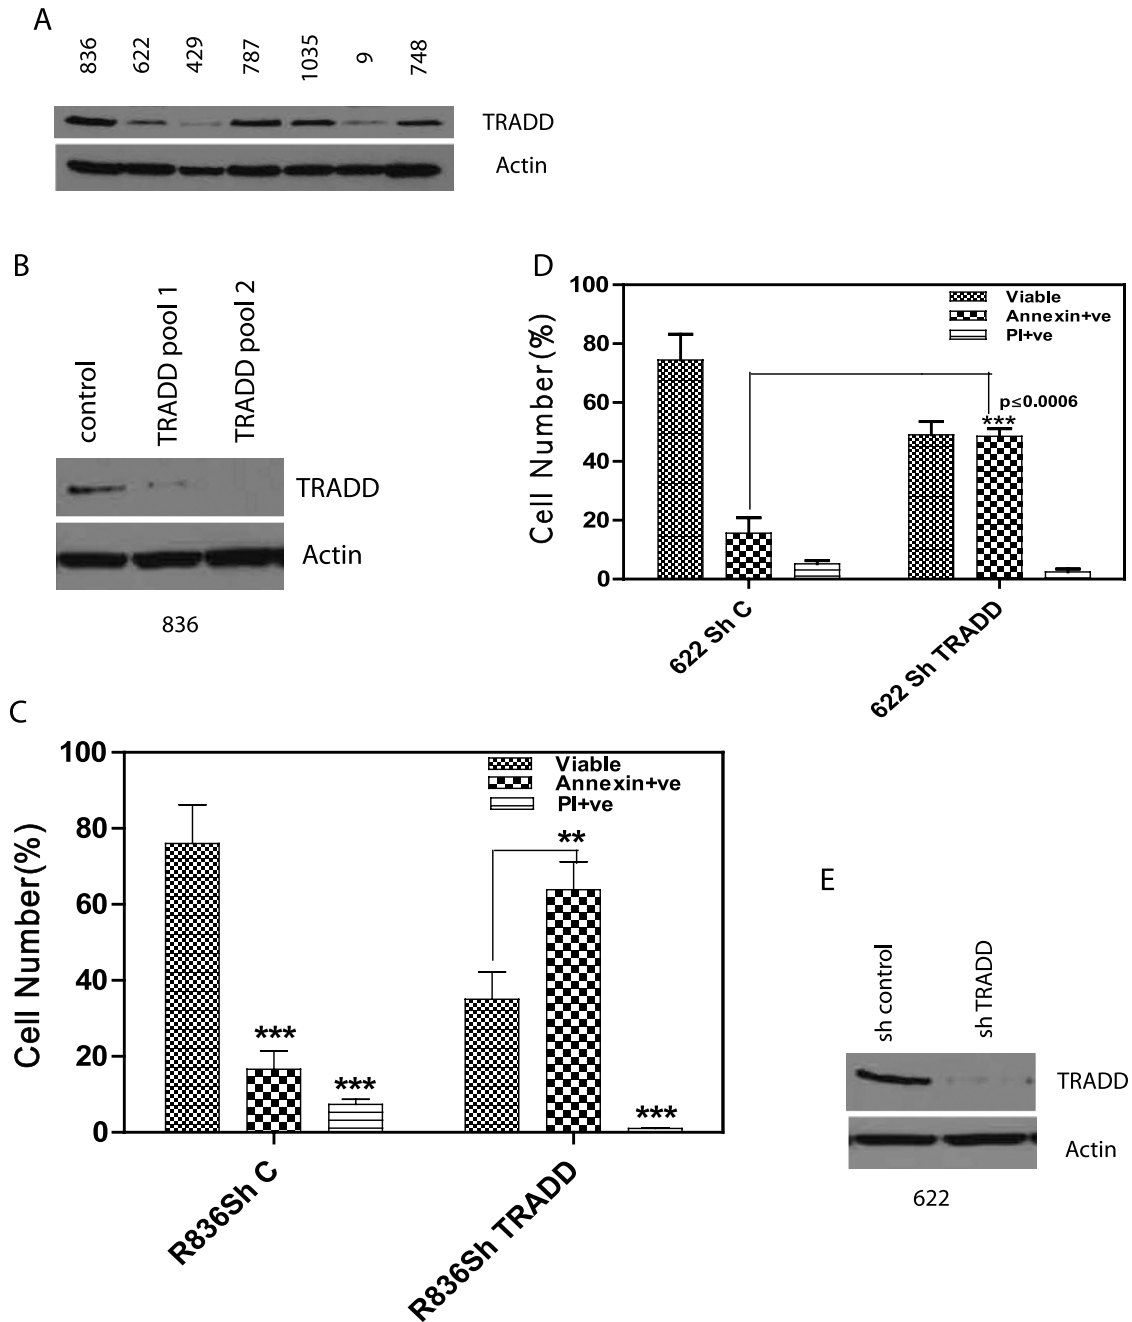 A
836
622
429
787
1035
9
748
TRADD
Actin
B
control
TRADD pool 1
TRADD pool 2
TRADD
Actin
836
D
Cell Number(%)
100
80
60
40
20
0
Viable
Annexin+ve
PI+ve
p≤0.0006
***
622 Sh C
622 Sh TRADD
C
Cell Number(%)
100
80
60
40
20
0
Viable
Annexin+ve
PI+ve
***
***
**
***
R836Sh C
R836Sh TRADD
E
sh control
sh TRADD
TRADD
Actin
622